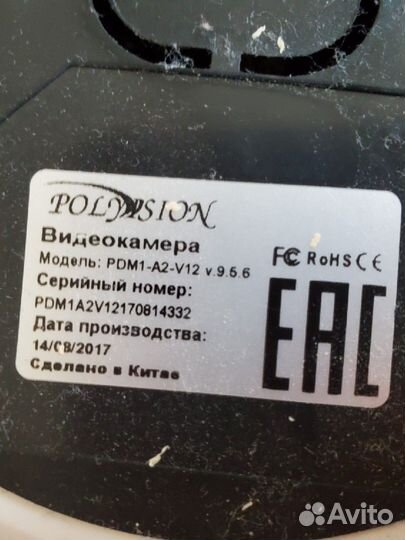 POLYVISION
Видеокамера
Модель: PDM1-A2-V12 v.9.5.6
Серийный номер:
PDM1A2V12170814332
Дата производства:
14/08/2017
Сделано в Китае
FC RoHS CE
EAC
Avito